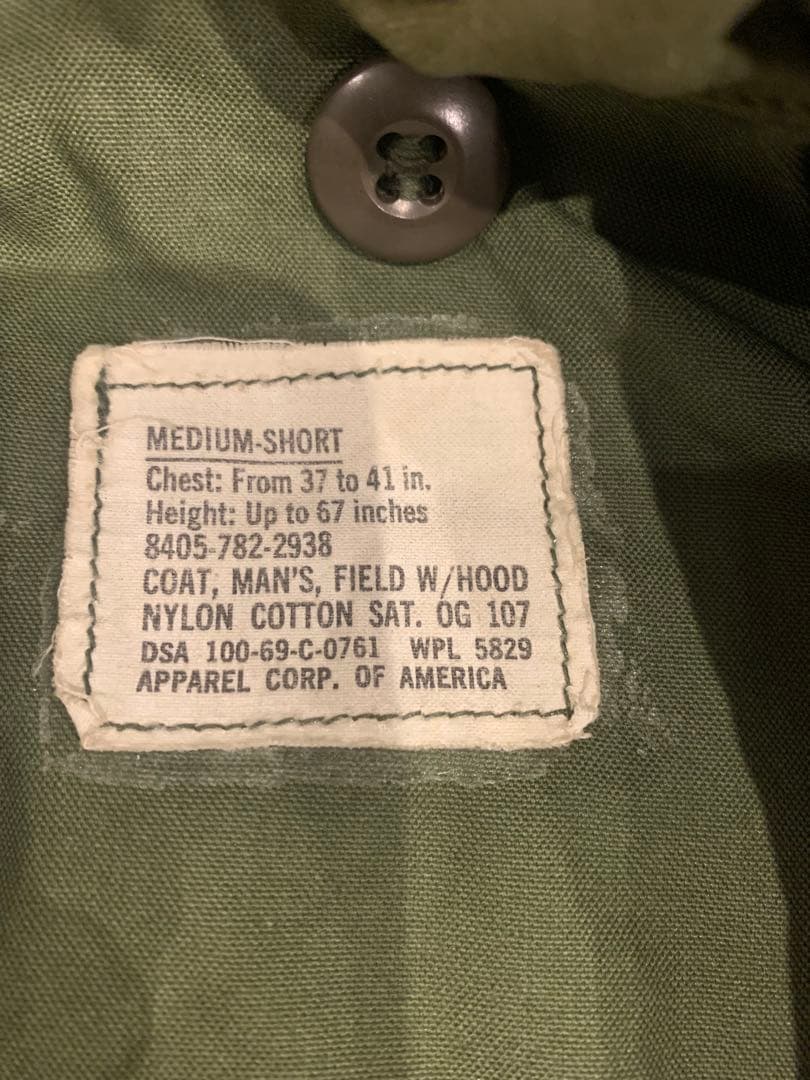 MEDIUM-SHORT
Chest: From 37 to 41 in.
Height: Up to 67 inches
8405-782-2938
COAT, MAN'S, FIELD W/HOOD
NYLON COTTON SAT. OG 107
DSA 100-69-C-0761 WPL 5829
APPAREL CORP. OF AMERICA